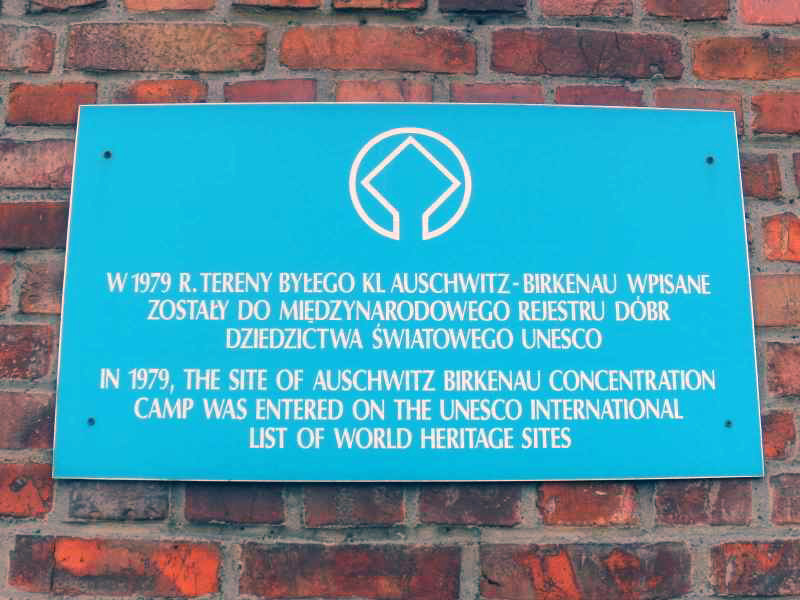 W 1979 R. TERENY BYŁEGO KL AUSCHWITZ - BIRKENAU WPISANE
ZOSTAŁY DO MIĘDZYNARODOWEGO REJESTRU DÓBR
DZIEDZICTWA ŚWIATOWEGO UNESCO
IN 1979, THE SITE OF AUSCHWITZ BIRKENAU CONCENTRATION
CAMP WAS ENTERED ON THE UNESCO INTERNATIONAL
LIST OF WORLD HERITAGE SITES